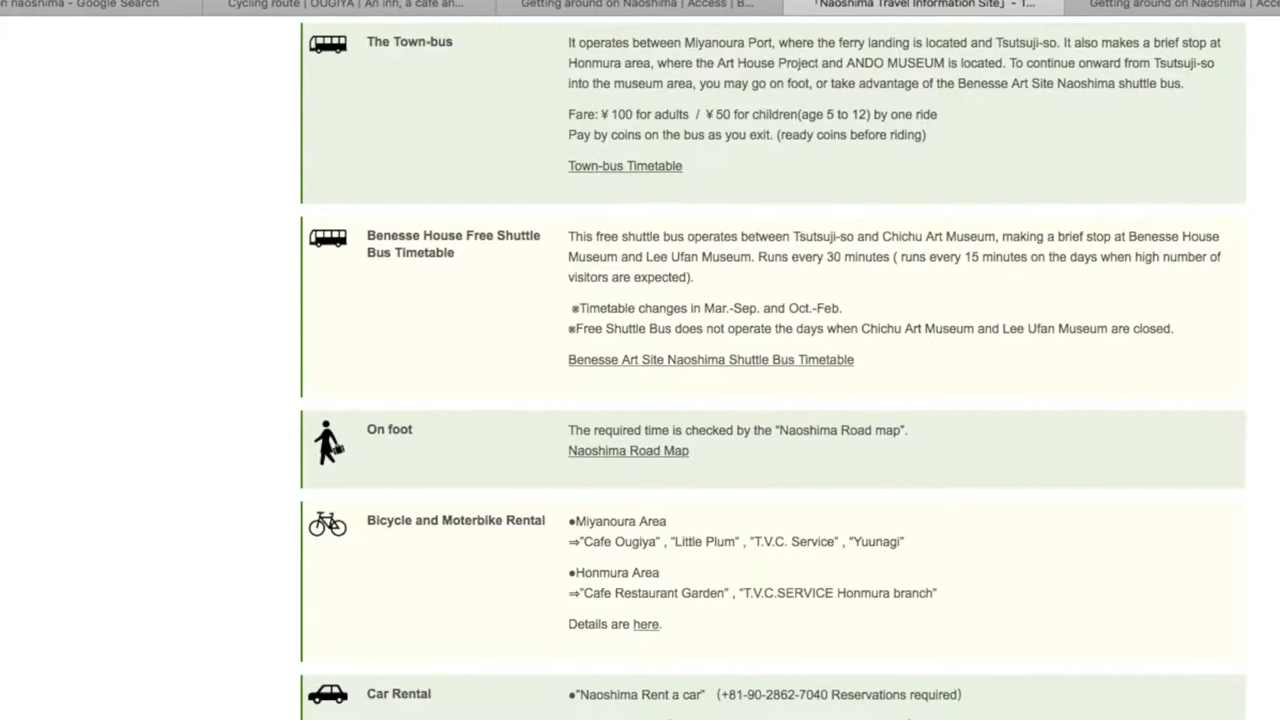 n naoshima - Google Search
Cycling route | OUGIYA | An inn, a cafe an...
Getting around on Naoshima | Access | B...
「Naoshima Travel Information Site」 - T...
Getting around on Naoshima | Acce
The Town-bus
It operates between Miyanoura Port, where the ferry landing is located and Tsutsuji-so. It also makes a brief stop at
Honmura area, where the Art House Project and ANDO MUSEUM is located. To continue onward from Tsutsuji-so
into the museum area, you may go on foot, or take advantage of the Benesse Art Site Naoshima shuttle bus.
Fare: ¥ 100 for adults / ¥ 50 for children(age 5 to 12) by one ride
Pay by coins on the bus as you exit. (ready coins before riding)
Town-bus Timetable
Benesse House Free Shuttle
Bus Timetable
This free shuttle bus operates between Tsutsuji-so and Chichu Art Museum, making a brief stop at Benesse House
Museum and Lee Ufan Museum. Runs every 30 minutes ( runs every 15 minutes on the days when high number of
visitors are expected).
※Timetable changes in Mar.-Sep. and Oct.-Feb.
※Free Shuttle Bus does not operate the days when Chichu Art Museum and Lee Ufan Museum are closed.
Benesse Art Site Naoshima Shuttle Bus Timetable
On foot
The required time is checked by the “Naoshima Road map”.
Naoshima Road Map
Bicycle and Moterbike Rental
●Miyanoura Area
⇒”Cafe Ougiya” , “Little Plum” , “T.V.C. Service” , “Yuunagi”
●Honmura Area
⇒”Cafe Restaurant Garden” , “T.V.C.SERVICE Honmura branch”
Details are here.
Car Rental
●”Naoshima Rent a car” (+81-90-2862-7040 Reservations required)